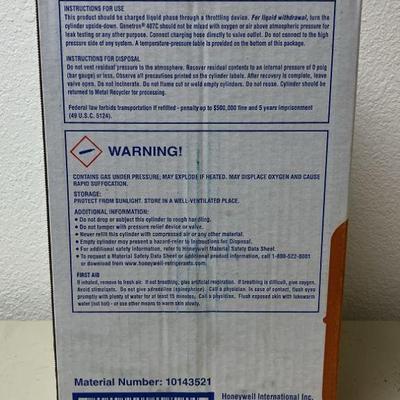 INSTRUCTIONS FOR USE
This product should be charged liquid phase through a throttling device. For liquid withdrawal, turn the
cylinder upside-down. Genetron® 407C should not be mixed with oxygen or air above atmospheric pressure for
leak testing or any other purpose. Connect charging hose directly to valve outlet. Do not connect to the high
pressure side of any system. A temperature-pressure table is provided on the bottom of this cylinder.
INSTRUCTIONS FOR DISPOSAL
Do not vent residual pressure to the atmosphere. Recover residual contents to an internal pressure of 0 psig
(bar gauge) or less. Observe all precautions printed on the cylinder labels. After recovery is complete, leave
valve open. Do not incinerate. Do not flame cut or weld empty cylinders. Do not reuse. Cylinder should be
returned to Metal Recycler for processing.
Federal law forbids transportation if refilled - penalty up to $500,000 fine and 5 years imprisonment
(49 U.S.C. 5124).
WARNING!
CONTAINS GAS UNDER PRESSURE; MAY EXPLODE IF HEATED. MAY DISPLACE OXYGEN AND CAUSE
RAPID SUFFOCATION.
STORAGE:
PROTECT FROM SUNLIGHT. STORE IN A WELL-VENTILATED PLACE.
ADDITIONAL INFORMATION:
• Do not drop or subject this cylinder to rough handling.
• Do not tamper with pressure relief device or valve.
• Never refill this cylinder with compressed air or any other material.
• Empty cylinder may present a hazard-refer to Instructions for Disposal.
• For additional safety information, refer to Honeywell Material Safety Data Sheet.
• To request a Material Safety Data Sheet or additional product information, call 1-800-522-8001
or download from www.honeywell-refrigerants.com.
FIRST AID
If inhaled, remove to fresh air. If not breathing, give artificial respiration. If breathing is difficult, give oxygen.
Avoid stimulants. Do not give adrenaline (epinephrine). Call a physician. In case of contact, flush eyes
promptly with plenty of water for at least 15 minutes. Call a physician. Flush exposed skin with lukewarm
water (not hot) - or use other means to warm skin slowly.
Material Number: 10143521
Honeywell International Inc.